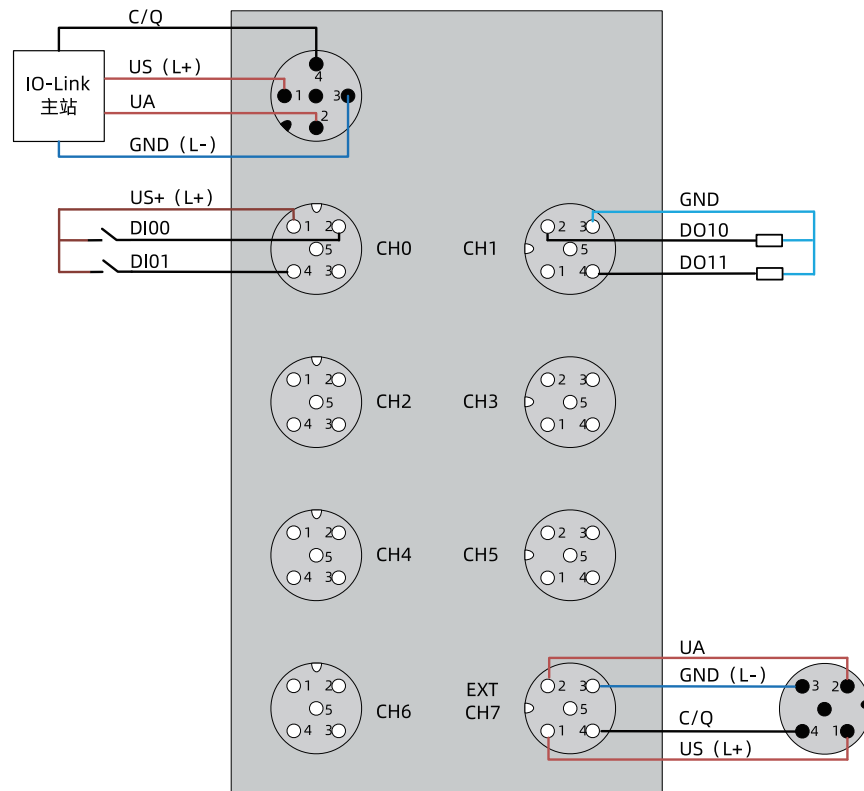 C/Q
IO-Link
主站
US (L+)
UA
GND (L-)
4
1 3
2
US+ (L+)
DI00
DI01
1 2
5
4 3
CH0
CH1
2 3
5
1 4
GND
DO10
DO11
1 2
5
4 3
CH2
CH3
2 3
5
1 4
1 2
5
4 3
CH4
CH5
2 3
5
1 4
1 2
5
4 3
CH6
EXT
CH7
2 3
5
1 4
UA
GND (L-)
C/Q
US (L+)
3 2
4 1